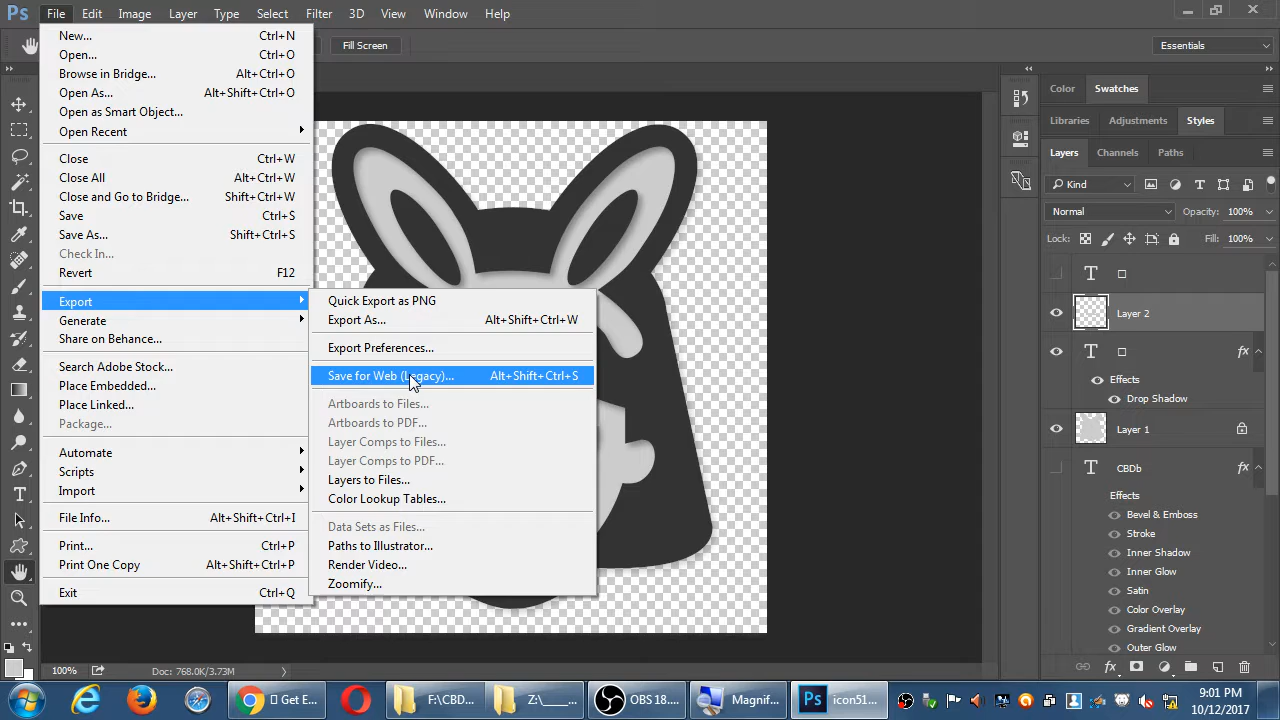 Ps File Edit Image Layer Type Select Filter 3D View Window Help
Fill Screen
Essentials
New... Ctrl+N
Open... Ctrl+O
Browse in Bridge... Alt+Ctrl+O
Open As... Alt+Shift+Ctrl+O
Open as Smart Object...
Open Recent
Close Ctrl+W
Close All Alt+Ctrl+W
Close and Go to Bridge... Shift+Ctrl+W
Save Ctrl+S
Save As... Shift+Ctrl+S
Check In...
Revert F12
Export
Generate
Share on Behance...
Search Adobe Stock...
Place Embedded...
Place Linked...
Package...
Automate
Scripts
Import
File Info... Alt+Shift+Ctrl+I
Print... Ctrl+P
Print One Copy Alt+Shift+Ctrl+P
Exit Ctrl+Q
Quick Export as PNG
Export As... Alt+Shift+Ctrl+W
Export Preferences...
Save for Web (Legacy)... Alt+Shift+Ctrl+S
Artboards to Files...
Artboards to PDF...
Layer Comps to Files...
Layer Comps to PDF...
Layers to Files...
Color Lookup Tables...
Data Sets as Files...
Paths to Illustrator...
Render Video...
Zoomify...
Color Swatches
Libraries Adjustments Styles
Layers Channels Paths
Kind
Normal Opacity: 100%
Lock: Fill: 100%
Layer 2
fx
Effects
Drop Shadow
Layer 1
CBDb fx
Effects
Bevel & Emboss
Stroke
Inner Shadow
Inner Glow
Satin
Color Overlay
Gradient Overlay
Outer Glow
100% Doc: 768.0K/3.73M
Get E...
F:\CBD...
Z:\____...
OBS 18....
Magnif...
Ps icon51...
9:01 PM
10/12/2017